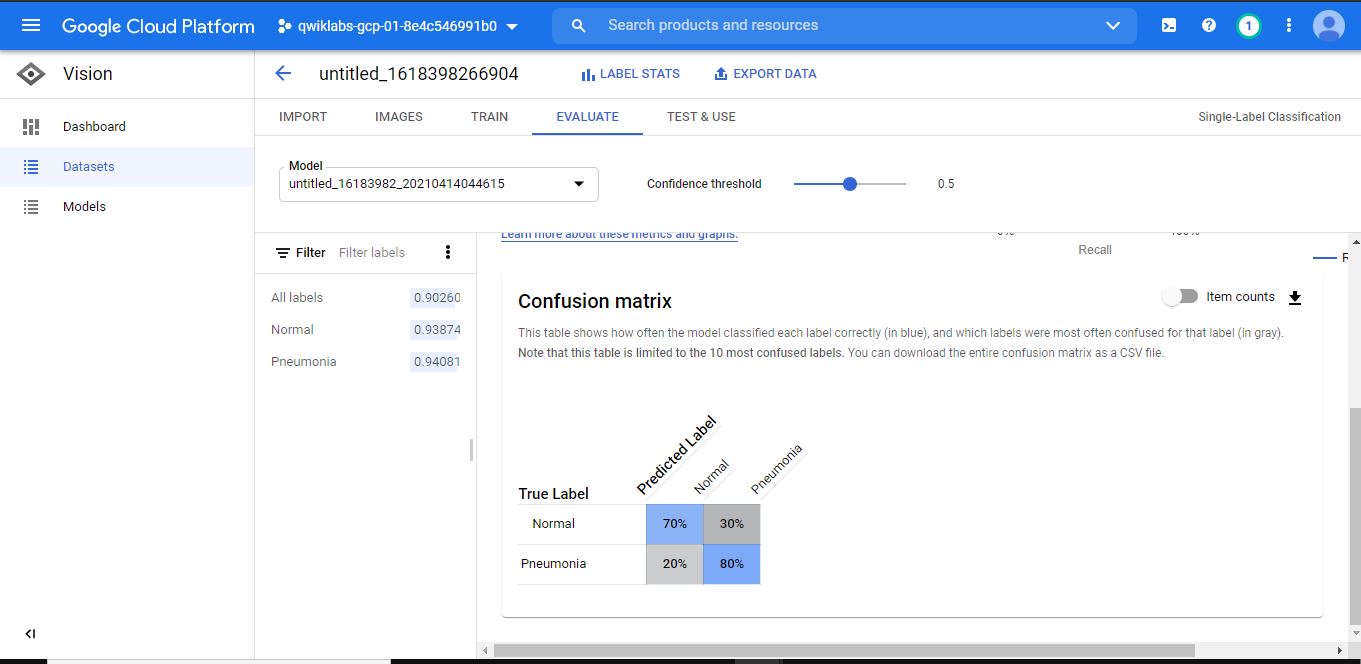 Google Cloud Platform
qwiklabs-gcp-01-8e4c546991b0
Search products and resources
1
Vision
untitled_1618398266904
LABEL STATS
EXPORT DATA
Dashboard
Datasets
Models
IMPORT
IMAGES
TRAIN
EVALUATE
TEST & USE
Single-Label Classification
Model
untitled_16183982_20210414044615
Confidence threshold
0.5
Filter
Filter labels
All labels
0.90260
Normal
0.93874
Pneumonia
0.94081
Learn more about these metrics and graphs.
0%
100%
Recall
R
Confusion matrix
Item counts
This table shows how often the model classified each label correctly (in blue), and which labels were most often confused for that label (in gray).
Note that this table is limited to the 10 most confused labels. You can download the entire confusion matrix as a CSV file.
True Label
Predicted Label
Normal
Pneumonia
Normal
70%
30%
Pneumonia
20%
80%